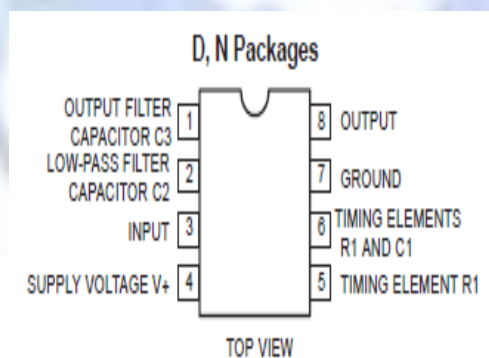 D, N Packages
OUTPUT FILTER
CAPACITOR C3
1
LOW-PASS FILTER
CAPACITOR C2
2
INPUT
3
SUPPLY VOLTAGE V+
4
8
OUTPUT
7
GROUND
6
TIMING ELEMENTS
R1 AND C1
5
TIMING ELEMENT R1
TOP VIEW